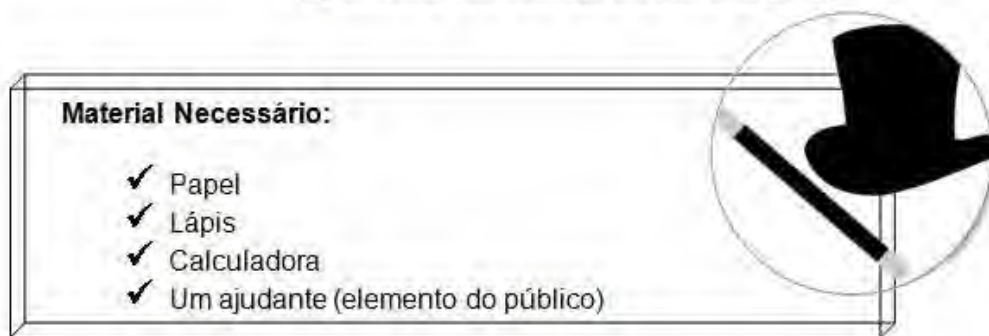 Material Necessário:
✓ Papel
✓ Lápis
✓ Calculadora
✓ Um ajudante (elemento do público)